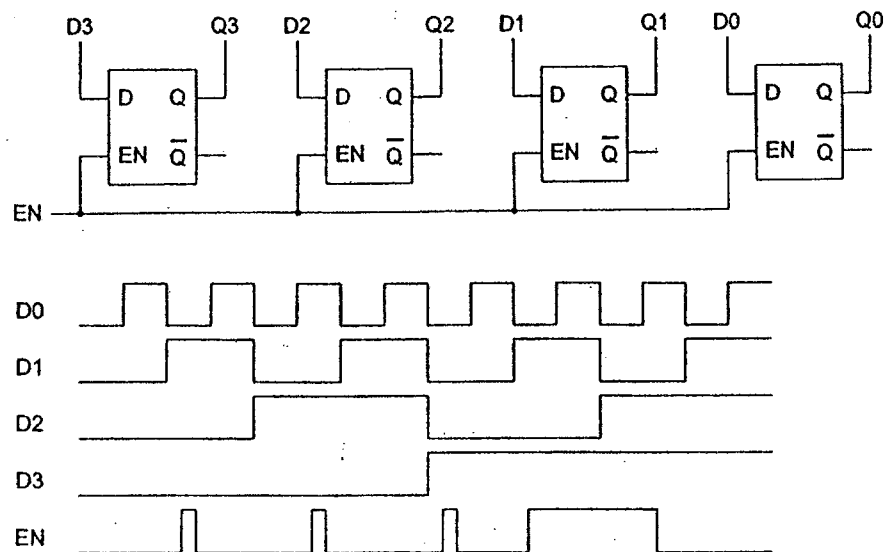 D3 Q3 D2 Q2 D1 Q1 D0 Q0
D Q D Q D Q D Q
EN Q̅ EN Q̅ EN Q̅ EN Q̅
EN
D0
D1
D2
D3
EN